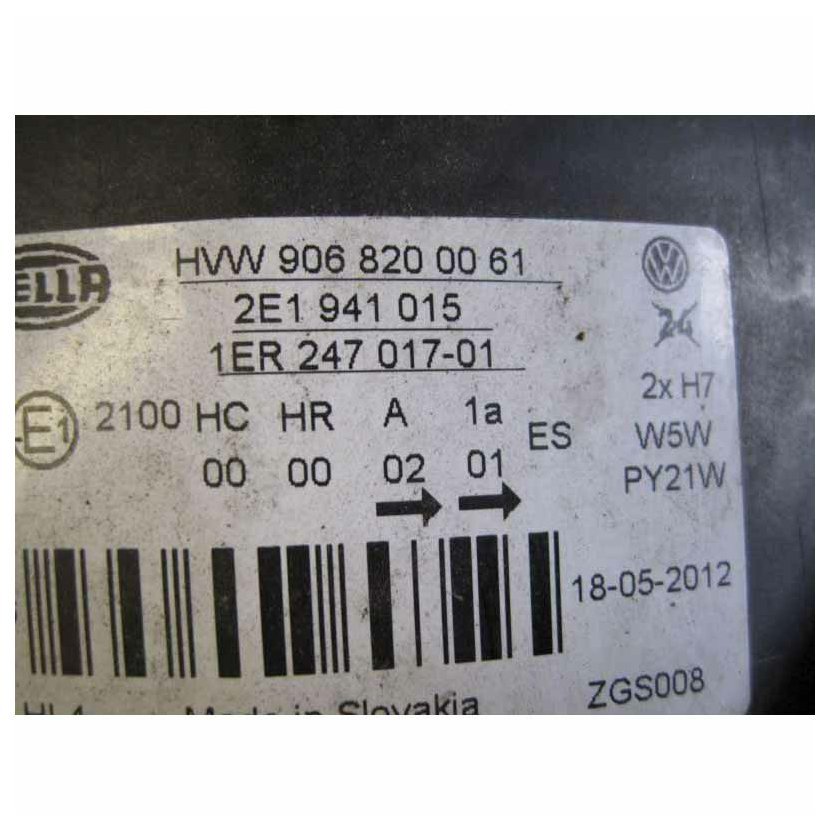 HVW 906 820 00 61
2E1 941 015
1ER 247 017-01
2x H7
E1 2100 HC HR A 1a
00 00 02 01
ES
W5W
PY21W
18-05-2012
ZGS008
Made in Slovakia